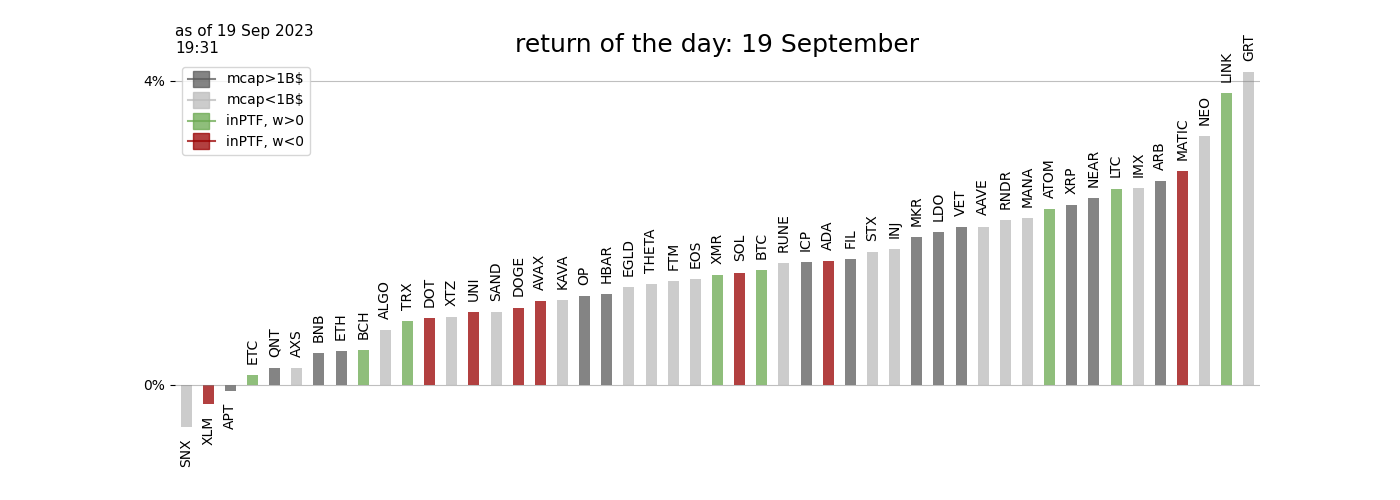 as of 19 Sep 2023
19:31
return of the day: 19 September
4%
0%
mcap>1B$
mcap<1B$
inPTF, w>0
inPTF, w<0
SNX
XLM
APT
ETC
QNT
AXS
BNB
ETH
BCH
ALGO
TRX
DOT
XTZ
UNI
SAND
DOGE
AVAX
KAVA
OP
HBAR
EGLD
THETA
FTM
EOS
XMR
SOL
BTC
RUNE
ICP
ADA
FIL
STX
INJ
MKR
LDO
VET
AAVE
RNDR
MANA
ATOM
XRP
NEAR
LTC
IMX
ARB
MATIC
NEO
LINK
GRT